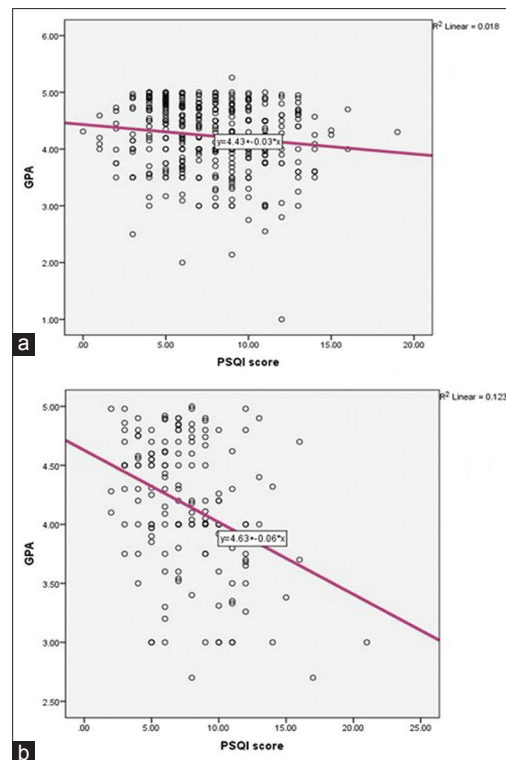 R² Linear = 0.018
6.00
5.00
4.00
3.00
2.00
1.00
GPA
y=4.43+-0.03*x
.00 5.00 10.00 15.00 20.00
PSQI score
a
R² Linear = 0.123
5.00
4.50
4.00
3.50
3.00
2.50
GPA
y=4.63+-0.06*x
.00 5.00 10.00 15.00 20.00 25.00
PSQI score
b